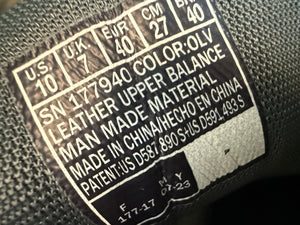 U.S. UK EUR CM BR
10 7 40 27 40
SN 177940 COLOR:OLV
LEATHER UPPER BALANCE
MAN MADE MATERIAL
MADE IN CHINA/HECHO EN CHINA
PATENT:US D587,890 S US D591,493 S
F M Y
177-17 07-23